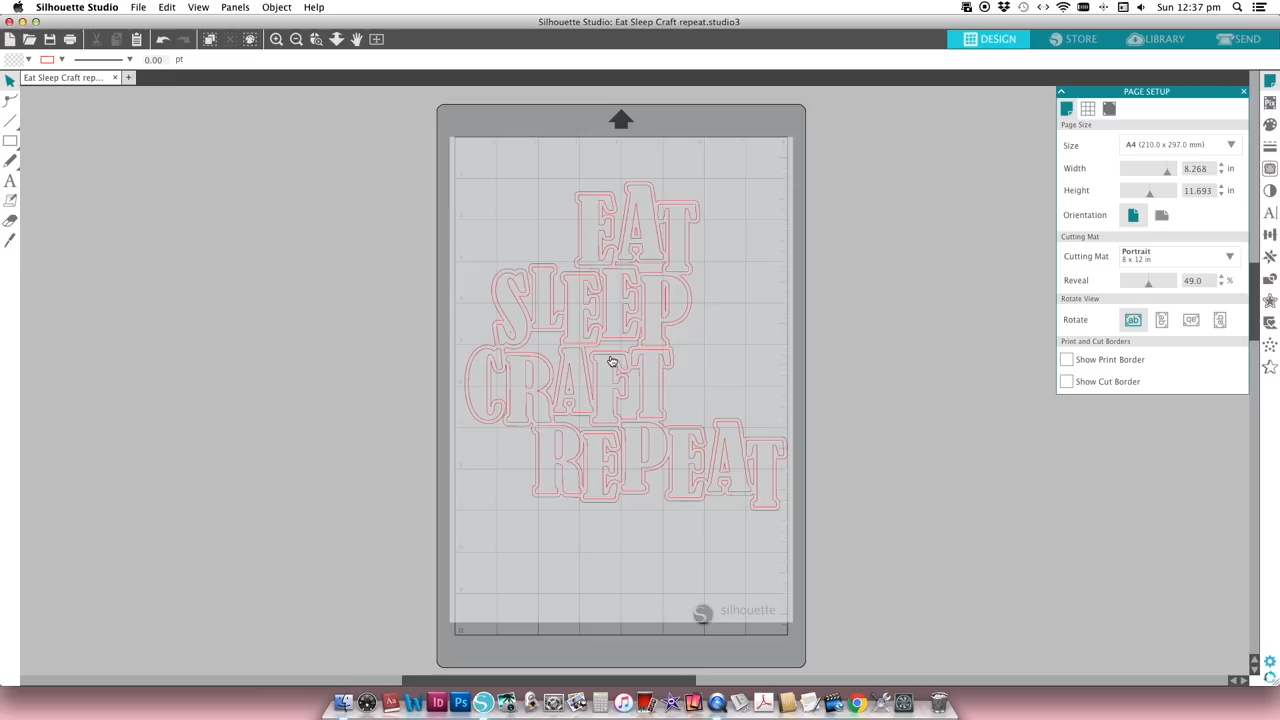 Silhouette Studio File Edit View Panels Object Help Sun 12:37 pm
Silhouette Studio: Eat Sleep Craft repeat.studio3
DESIGN STORE LIBRARY SEND
0.00 pt
Eat Sleep Craft rep... × +
PAGE SETUP
Page Size
Size A4 (210.0 x 297.0 mm)
Width 8.268 in
Height 11.693 in
Orientation
Cutting Mat
Cutting Mat Portrait
8 x 12 in
Reveal 49.0 %
Rotate View
Rotate
Print and Cut Borders
Show Print Border
Show Cut Border
EAT
SLEEP
CRAFT
REPEAT
silhouette